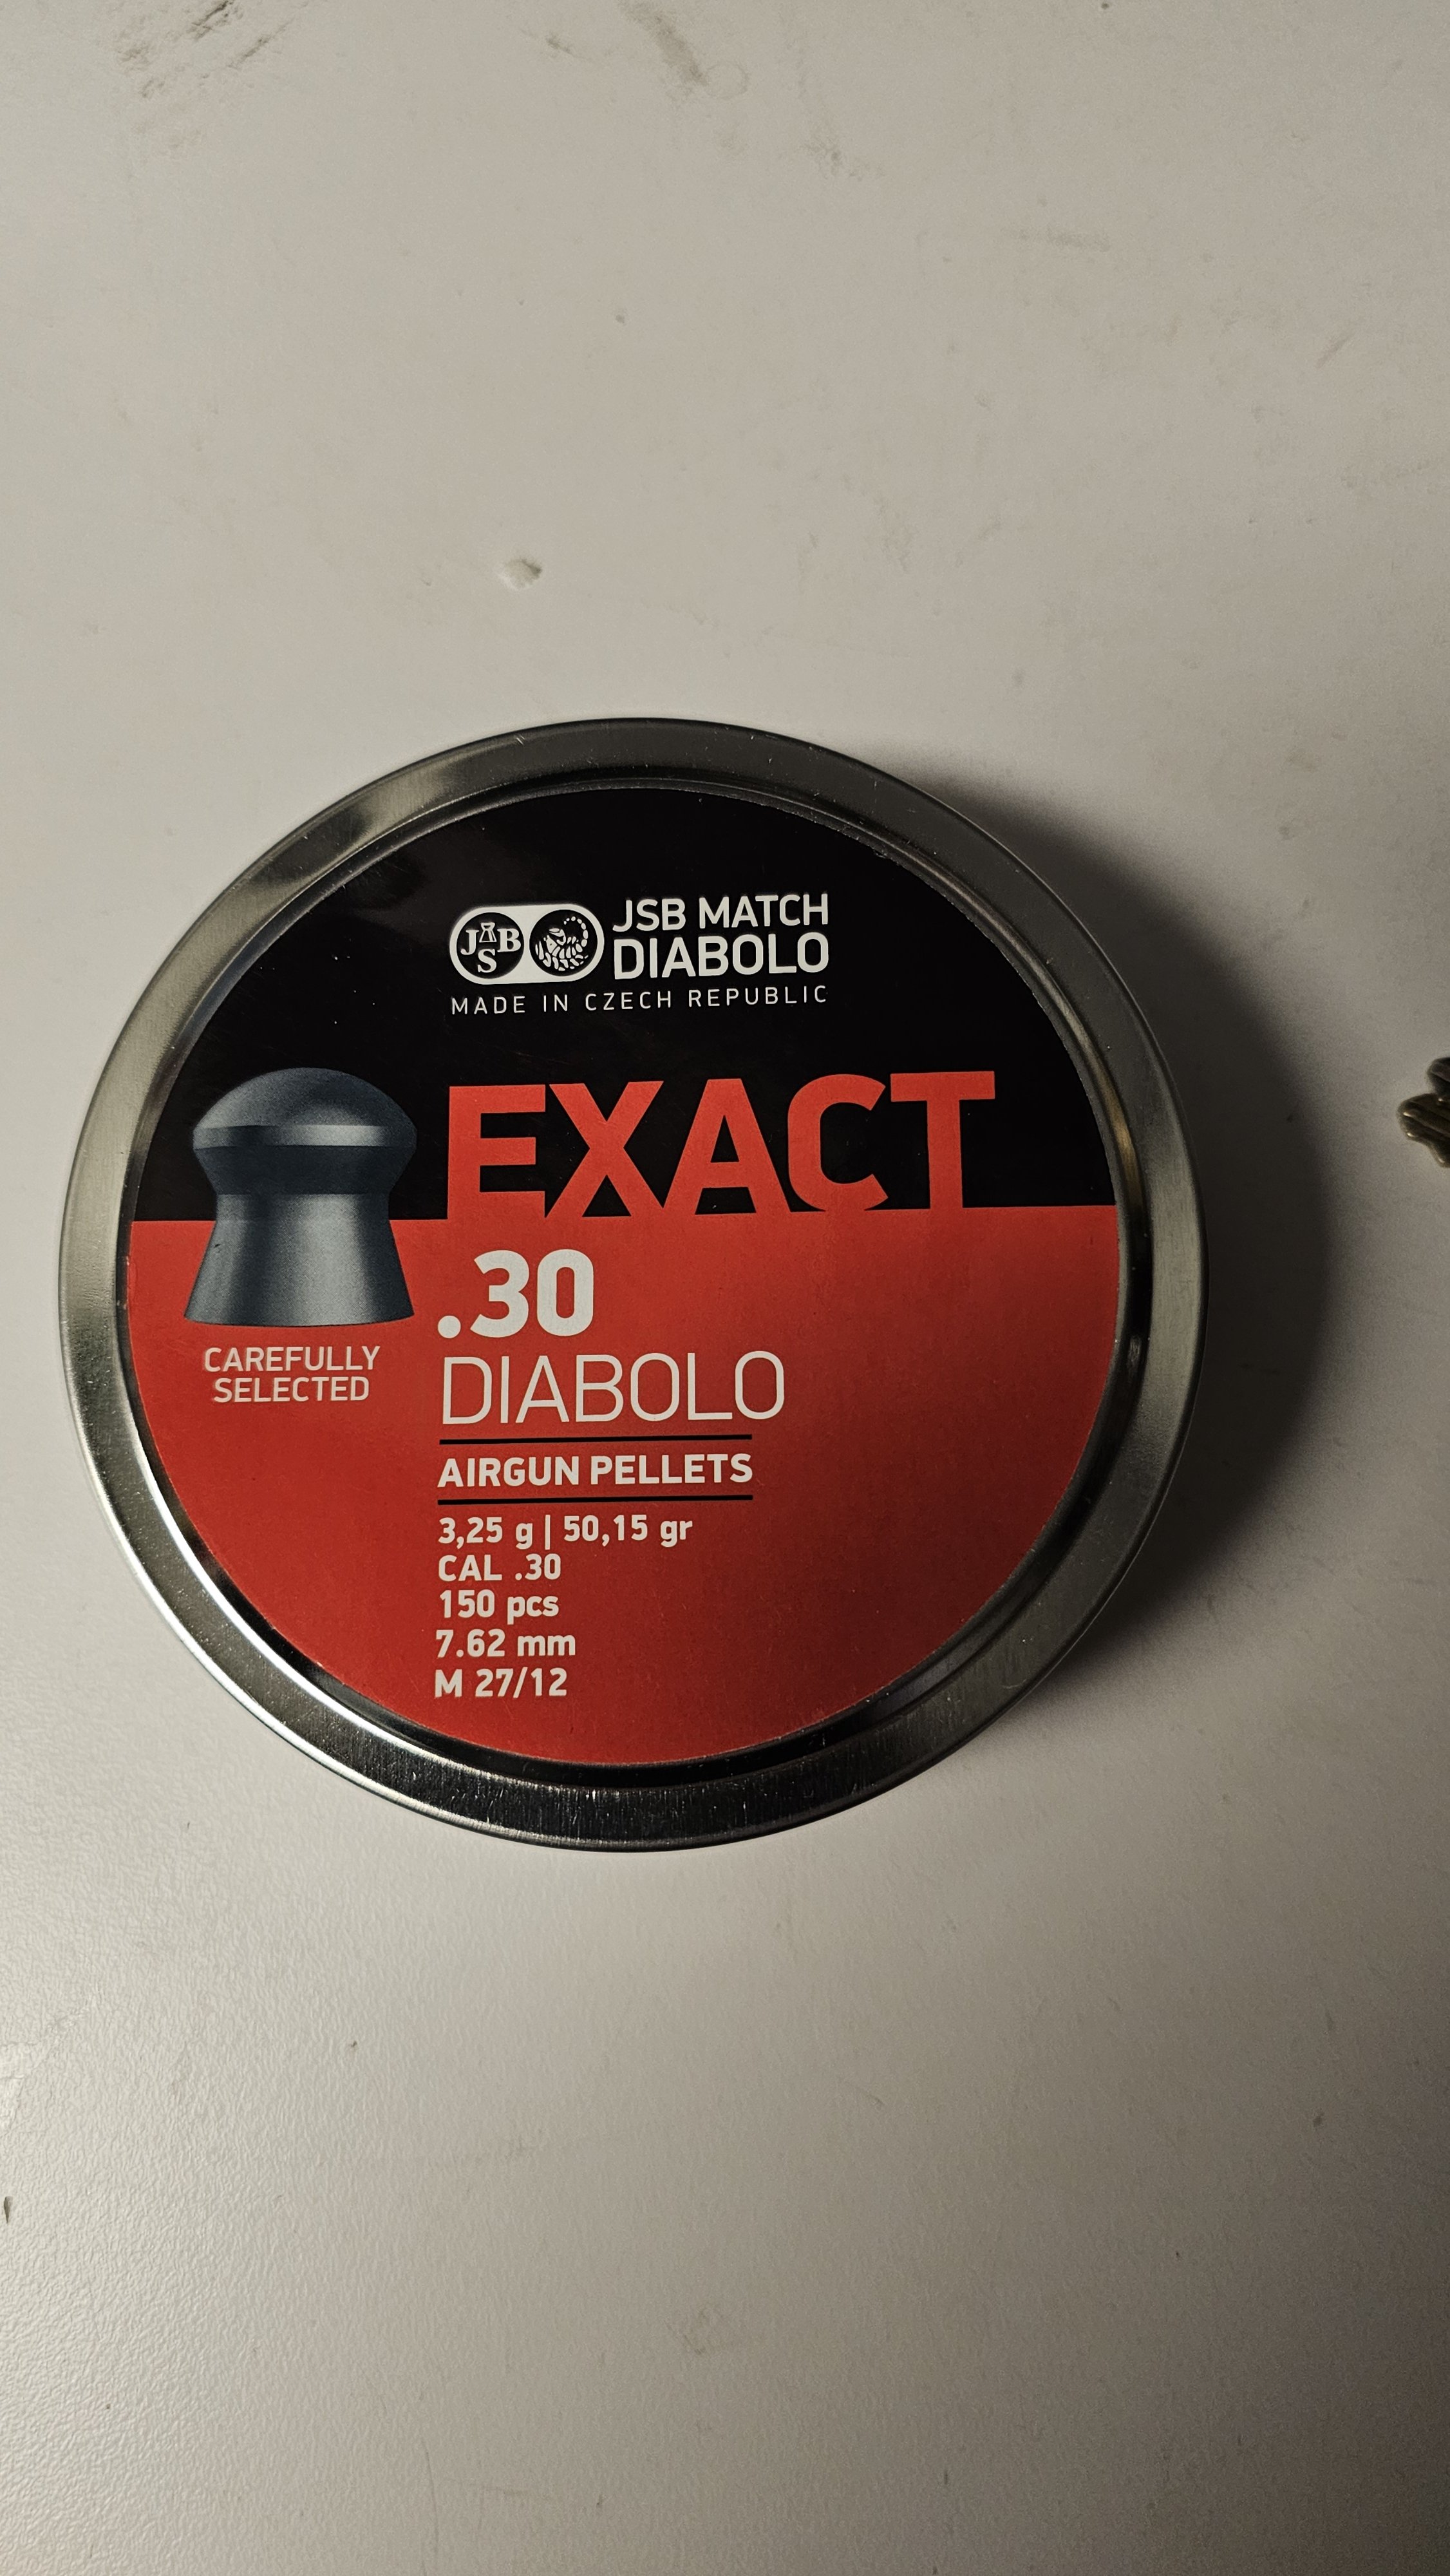 JSB
JSB MATCH
DIABOLO
MADE IN CZECH REPUBLIC
EXACT
.30
DIABOLO
CAREFULLY
SELECTED
AIRGUN PELLETS
3,25 g | 50,15 gr
CAL .30
150 pcs
7.62 mm
M 27/12